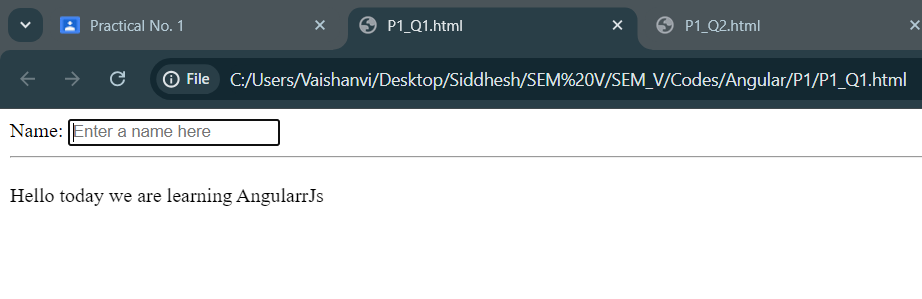 Practical No. 1
P1_Q1.html
P1_Q2.html
File
C:/Users/Vaishanvi/Desktop/Siddhesh/SEM%20V/SEM_V/Codes/Angular/P1/P1_Q1.html
Name: Enter a name here
Hello today we are learning AngularrJs